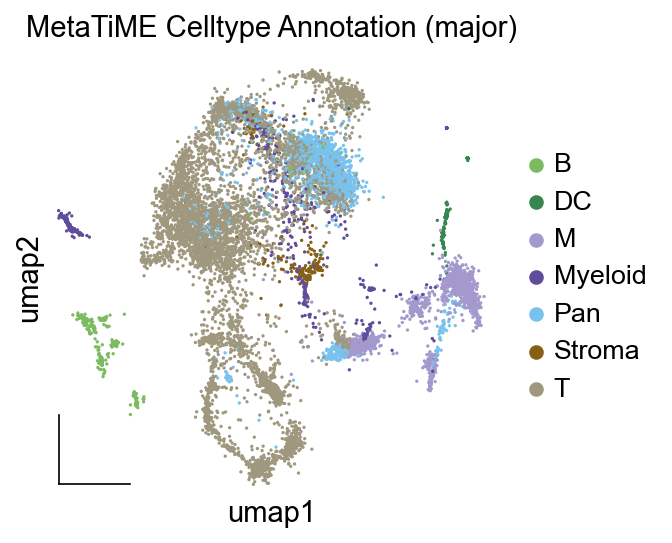 MetaTiME Celltype Annotation (major)
B
DC
M
Myeloid
Pan
Stroma
T
umap2
umap1